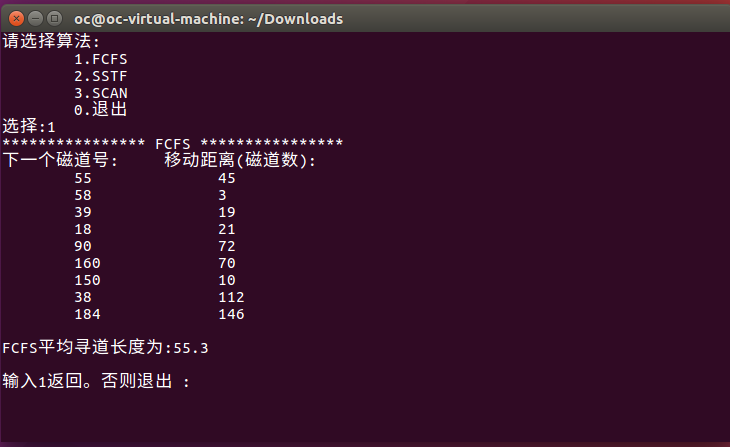 oc@oc-virtual-machine: ~/Downloads
请选择算法:
1.FCFS
2.SSTF
3.SCAN
0.退出
选择:1
**************** FCFS ****************
下一个磁道号: 移动距离(磁道数):
55 45
58 3
39 19
18 21
90 72
160 70
150 10
38 112
184 146
FCFS平均寻道长度为:55.3
输入1返回。否则退出 :